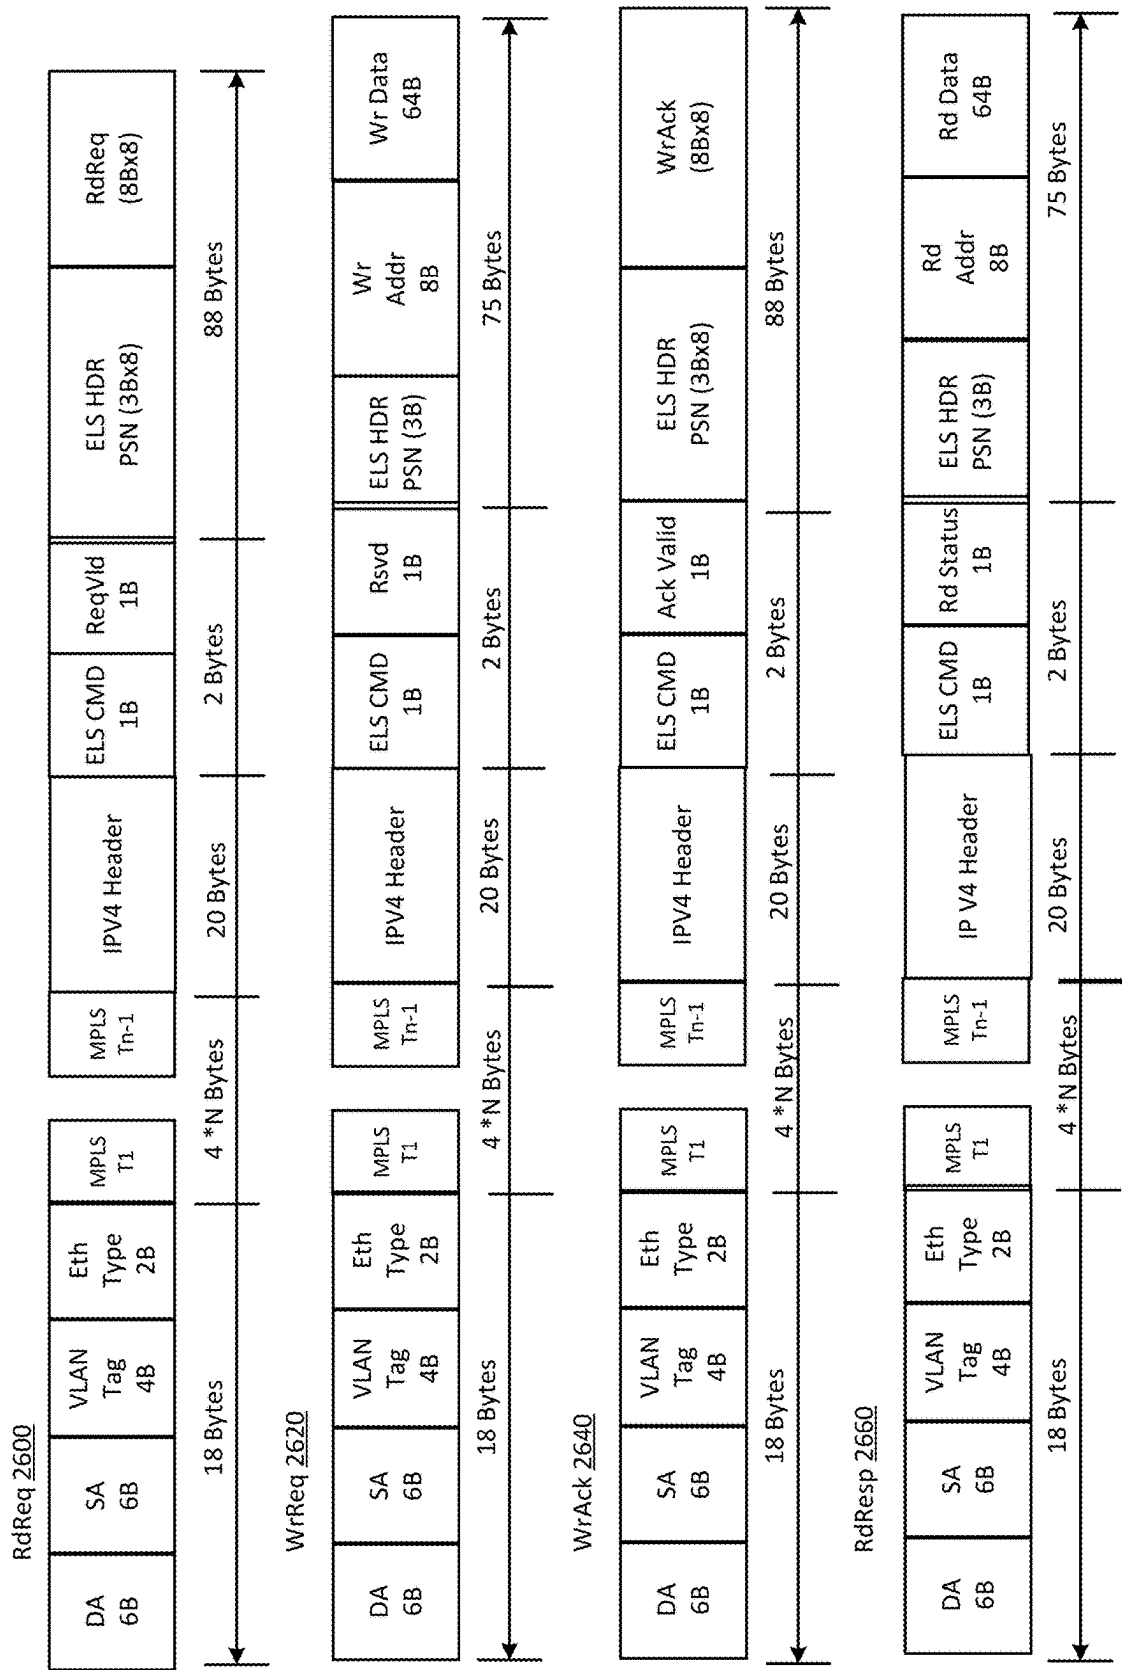 RdReq 2600
DA
6B
SA
6B
VLAN
Tag
4B
Eth
Type
2B
MPLS
T1
MPLS
Tn-1
IPV4 Header
ELS CMD
1B
ReqVld
1B
ELS HDR
PSN (3Bx8)
RdReq
(8Bx8)
18 Bytes
4 *N Bytes
20 Bytes
2 Bytes
88 Bytes
WrReq 2620
DA
6B
SA
6B
VLAN
Tag
4B
Eth
Type
2B
MPLS
T1
MPLS
Tn-1
IPV4 Header
ELS CMD
1B
Rsvd
1B
ELS HDR
PSN (3B)
Wr
Addr
8B
Wr Data
64B
18 Bytes
4 *N Bytes
20 Bytes
2 Bytes
75 Bytes
WrAck 2640
DA
6B
SA
6B
VLAN
Tag
4B
Eth
Type
2B
MPLS
T1
MPLS
Tn-1
IPV4 Header
ELS CMD
1B
Ack Valid
1B
ELS HDR
PSN (3Bx8)
WrAck
(8Bx8)
18 Bytes
4 *N Bytes
20 Bytes
2 Bytes
88 Bytes
RdResp 2660
DA
6B
SA
6B
VLAN
Tag
4B
Eth
Type
2B
MPLS
T1
MPLS
Tn-1
IP V4 Header
ELS CMD
1B
Rd Status
1B
ELS HDR
PSN (3B)
Rd
Addr
8B
Rd Data
64B
18 Bytes
4 *N Bytes
20 Bytes
2 Bytes
75 Bytes